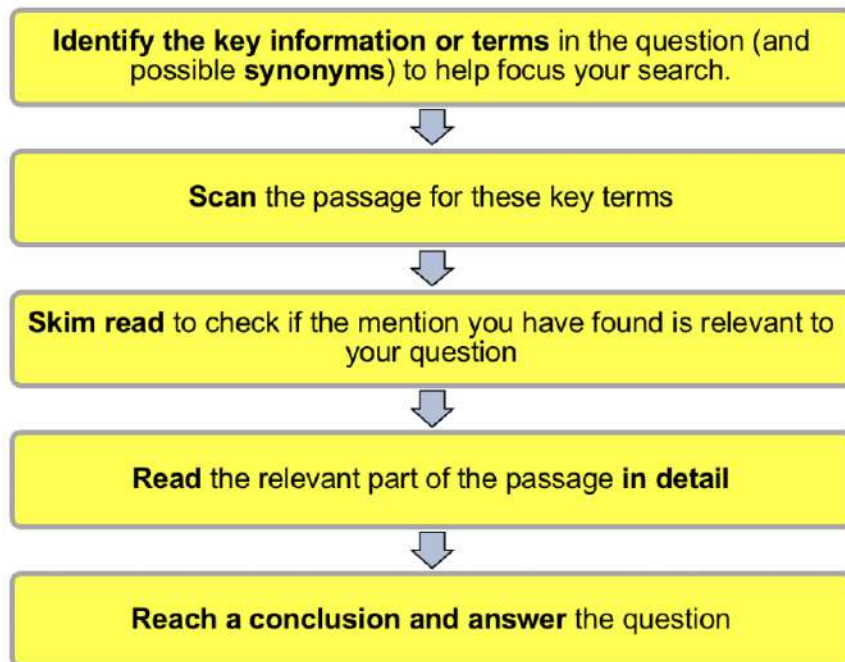 Identify the key information or terms in the question (and
possible synonyms) to help focus your search.
Scan the passage for these key terms
Skim read to check if the mention you have found is relevant to
your question
Read the relevant part of the passage in detail
Reach a conclusion and answer the question